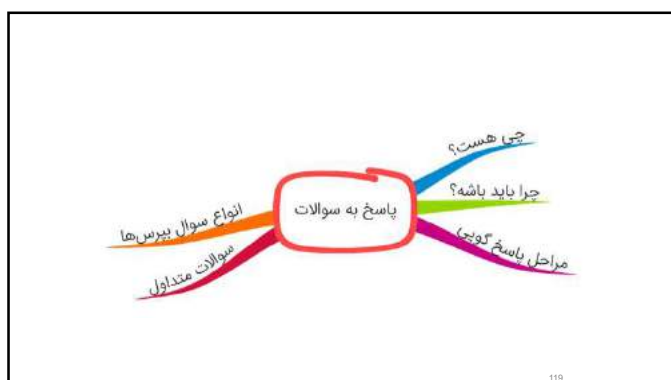 پاسخ به سوالات
چی هست؟
چرا باید باشه؟
مراحل پاسخ گویی
انواع سوال بپرس‌ها
سوالات متداول
119